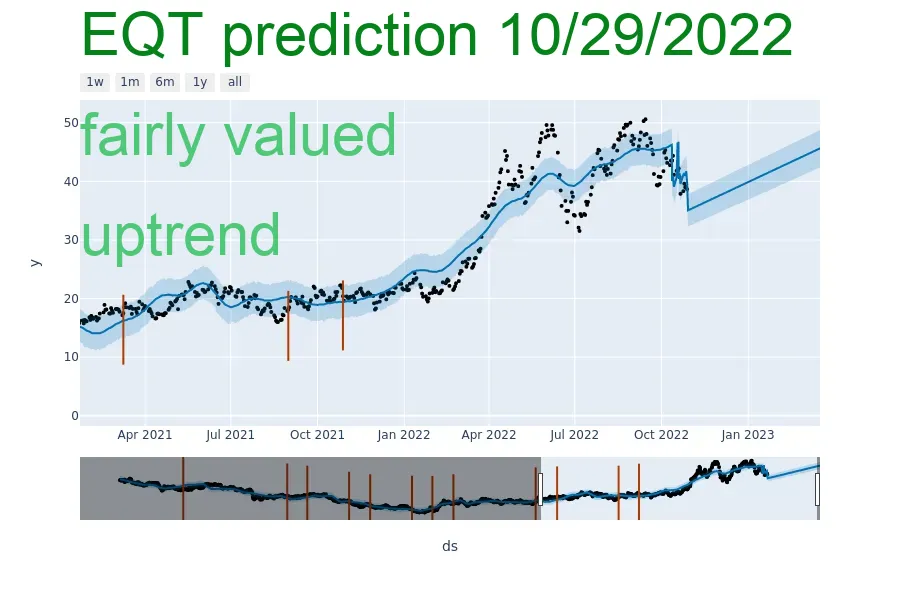 EQT prediction 10/29/2022
1w 1m 6m 1y all
fairly valued
uptrend
50
40
30
20
10
0
y
Apr 2021 Jul 2021 Oct 2021 Jan 2022 Apr 2022 Jul 2022 Oct 2022 Jan 2023
ds